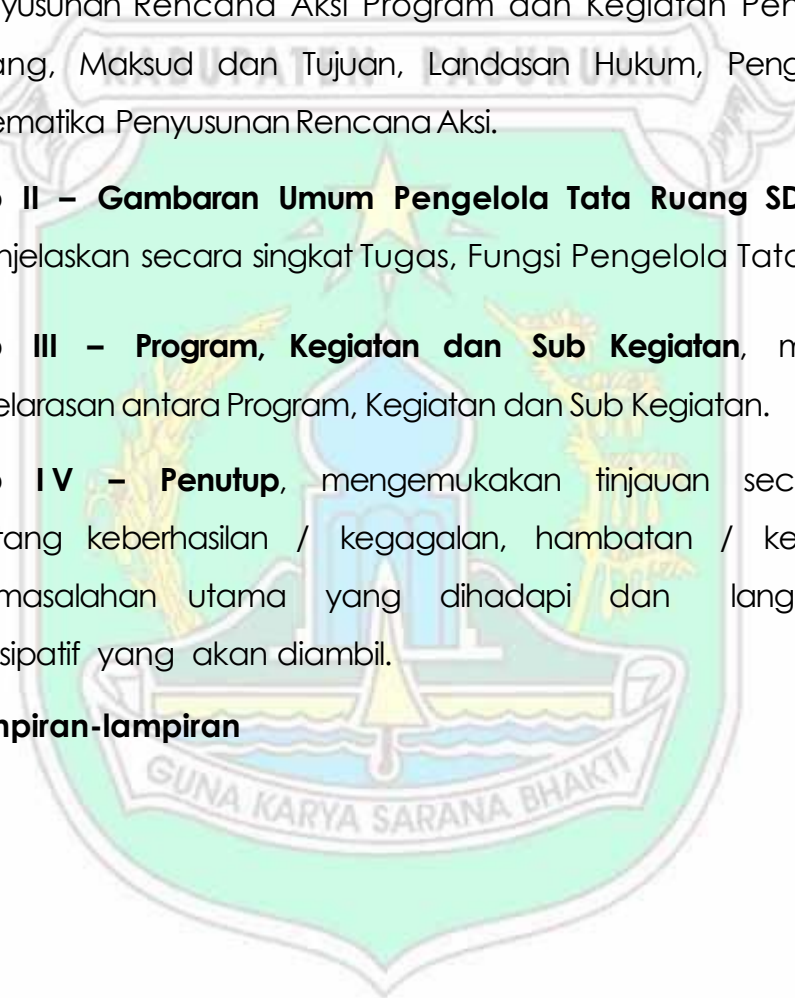 yusunan Rencana Aksi Program dan Kegiatan Pen
ang, Maksud dan Tujuan, Landasan Hukum, Peng
ematika Penyusunan Rencana Aksi.
II – Gambaran Umum Pengelola Tata Ruang SD
njelaskan secara singkat Tugas, Fungsi Pengelola Tata
III – Program, Kegiatan dan Sub Kegiatan, m
elarasan antara Program, Kegiatan dan Sub Kegiatan.
IV – Penutup, mengemukakan tinjauan sec
tang keberhasilan / kegagalan, hambatan / ke
masalahan utama yang dihadapi dan lang
sipatif yang akan diambil.
mpiran-lampiran
KABUPATEN PASURUAN
GUNA KARYA SARANA BHAKTI